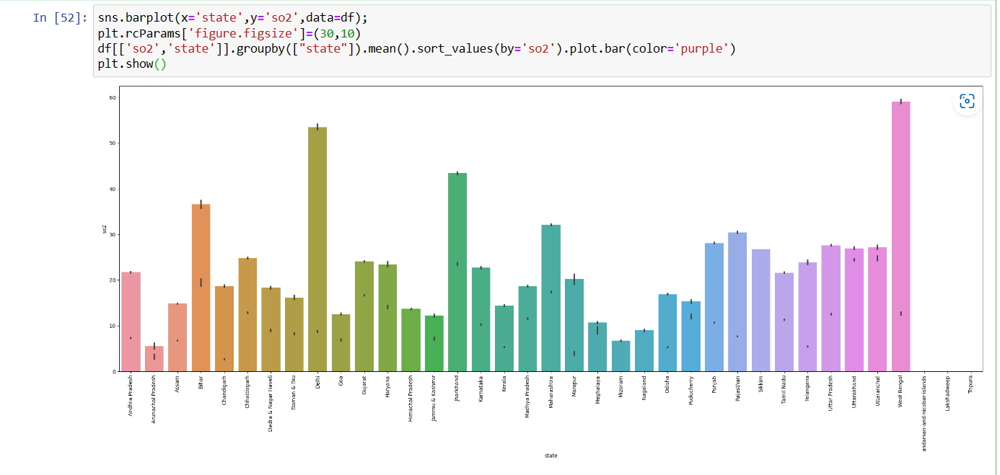 In [52]:
sns.barplot(x='state',y='so2',data=df);
plt.rcParams['figure.figsize']=(30,10)
df[['so2','state']].groupby(["state"]).mean().sort_values(by='so2').plot.bar(color='purple')
plt.show()
60
50
40
30
20
10
0
so2
Andhra Pradesh
Arunachal Pradesh
Assam
Bihar
Chandigarh
Chhattisgarh
Dadra & Nagar Haveli
Daman & Diu
Delhi
Goa
Gujarat
Haryana
Himachal Pradesh
Jammu & Kashmir
Jharkhand
Karnataka
Kerala
Madhya Pradesh
Maharashtra
Manipur
Meghalaya
Mizoram
Nagaland
Odisha
Puducherry
Punjab
Rajasthan
Sikkim
Tamil Nadu
Telangana
Uttar Pradesh
Uttarakhand
Uttaranchal
West Bengal
andaman-and-nicobar-islands
Lakshadweep
Tripura
state